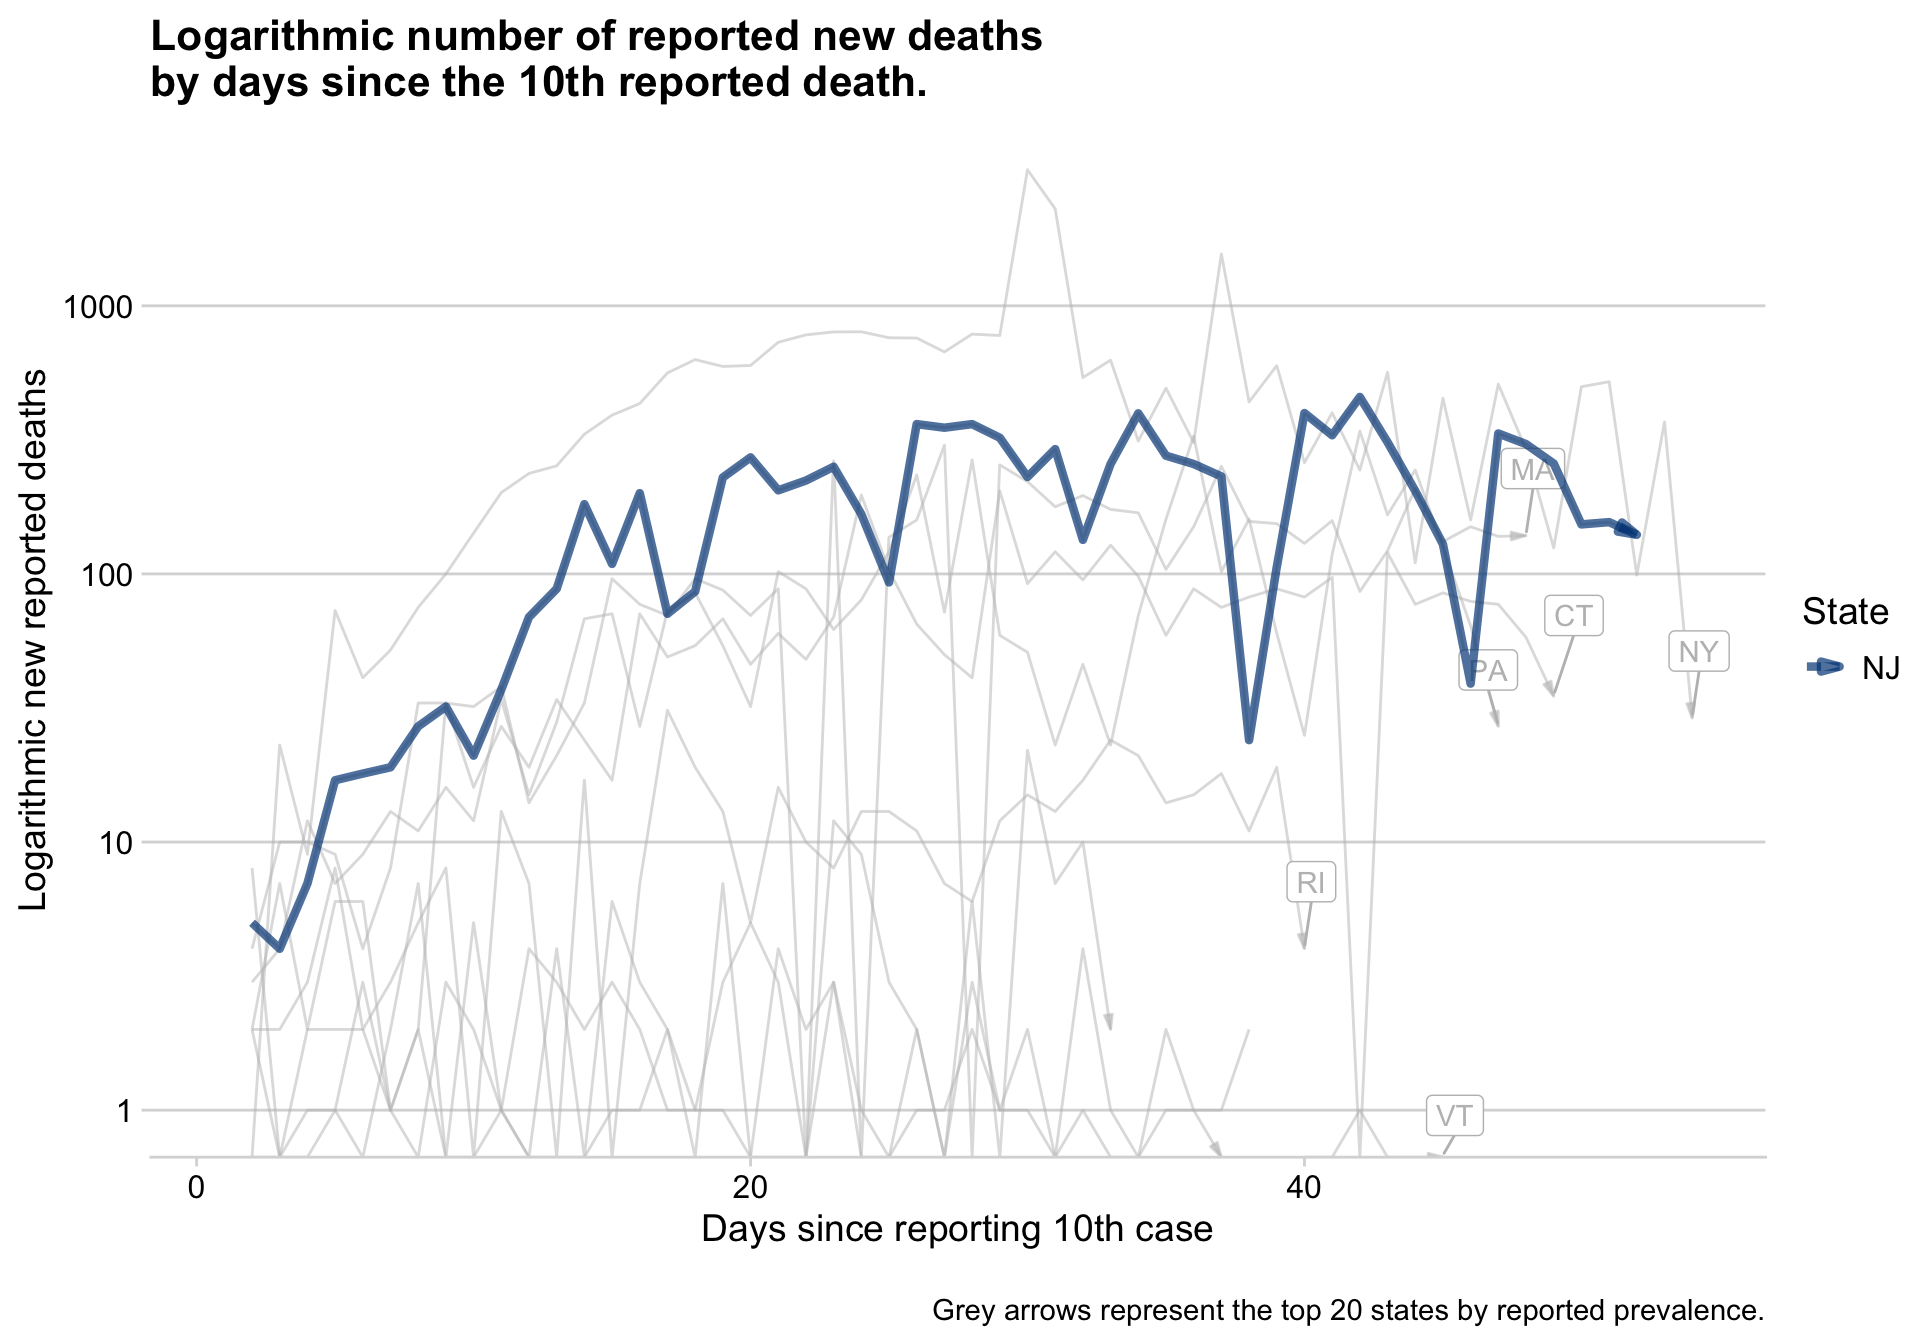 Logarithmic number of reported new deaths
by days since the 10th reported death.
Logarithmic new reported deaths
1000
100
10
1
MA
CT
NY
PA
RI
VT
State
NJ
0
20
40
Days since reporting 10th case
Grey arrows represent the top 20 states by reported prevalence.